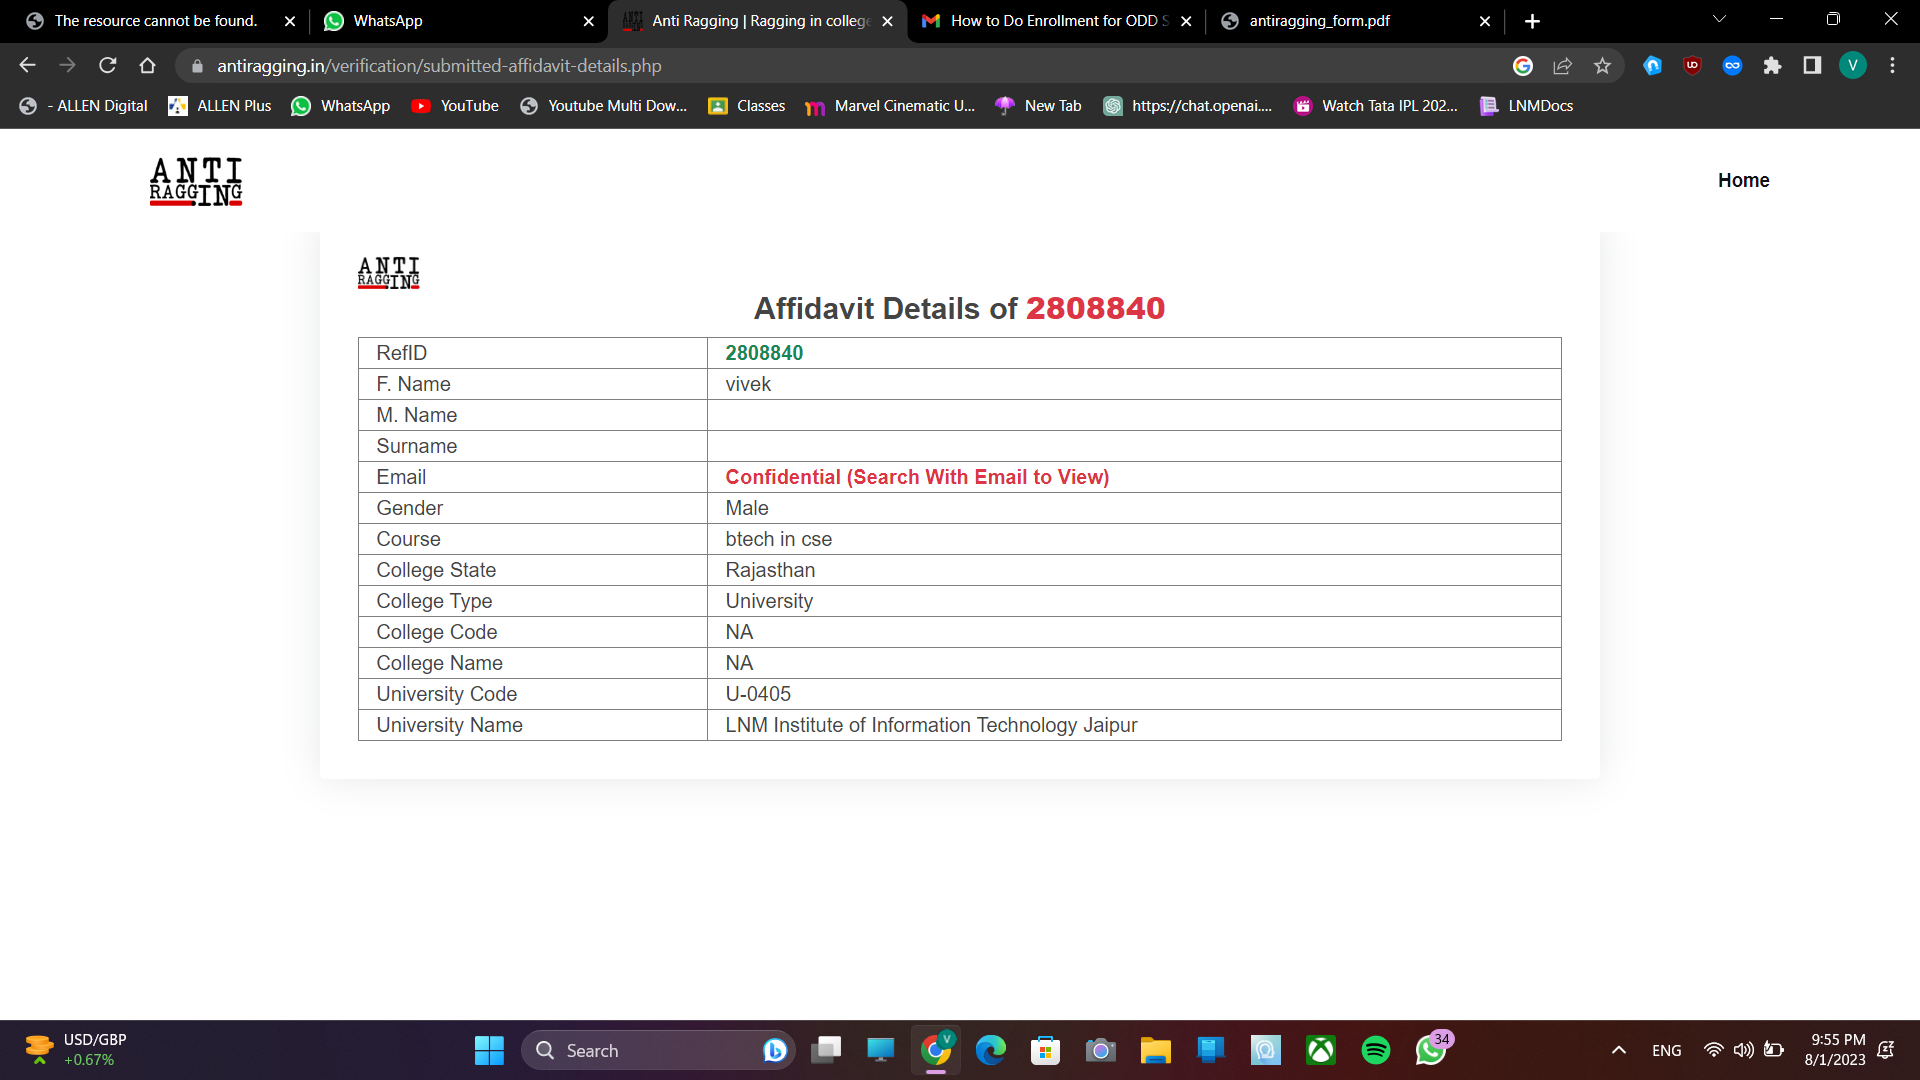 The resource cannot be found.
WhatsApp
Anti Ragging | Ragging in college
How to Do Enrollment for ODD S
antiragging_form.pdf
antiragging.in/verification/submitted-affidavit-details.php
V
- ALLEN Digital
ALLEN Plus
WhatsApp
YouTube
Youtube Multi Dow...
Classes
Marvel Cinematic U...
New Tab
https://chat.openai....
Watch Tata IPL 202...
LNMDocs
ANTI
RAGGING
Home
ANTI
RAGGING
Affidavit Details of 2808840
RefID 2808840
F. Name vivek
M. Name
Surname
Email Confidential (Search With Email to View)
Gender Male
Course btech in cse
College State Rajasthan
College Type University
College Code NA
College Name NA
University Code U-0405
University Name LNM Institute of Information Technology Jaipur
USD/GBP
+0.67%
Search
V
34
ENG
9:55 PM
8/1/2023